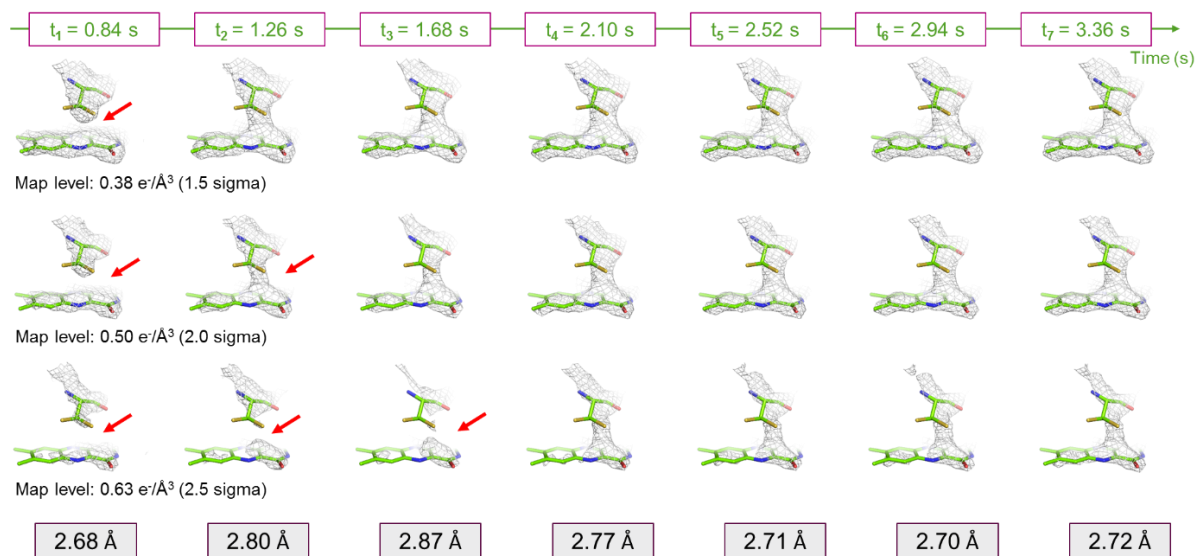 t₁ = 0.84 s t₂ = 1.26 s t₃ = 1.68 s t₄ = 2.10 s t₅ = 2.52 s t₆ = 2.94 s t₇ = 3.36 s
Time (s)
Map level: 0.38 e⁻/Å³ (1.5 sigma)
Map level: 0.50 e⁻/Å³ (2.0 sigma)
Map level: 0.63 e⁻/Å³ (2.5 sigma)
2.68 Å 2.80 Å 2.87 Å 2.77 Å 2.71 Å 2.70 Å 2.72 Å